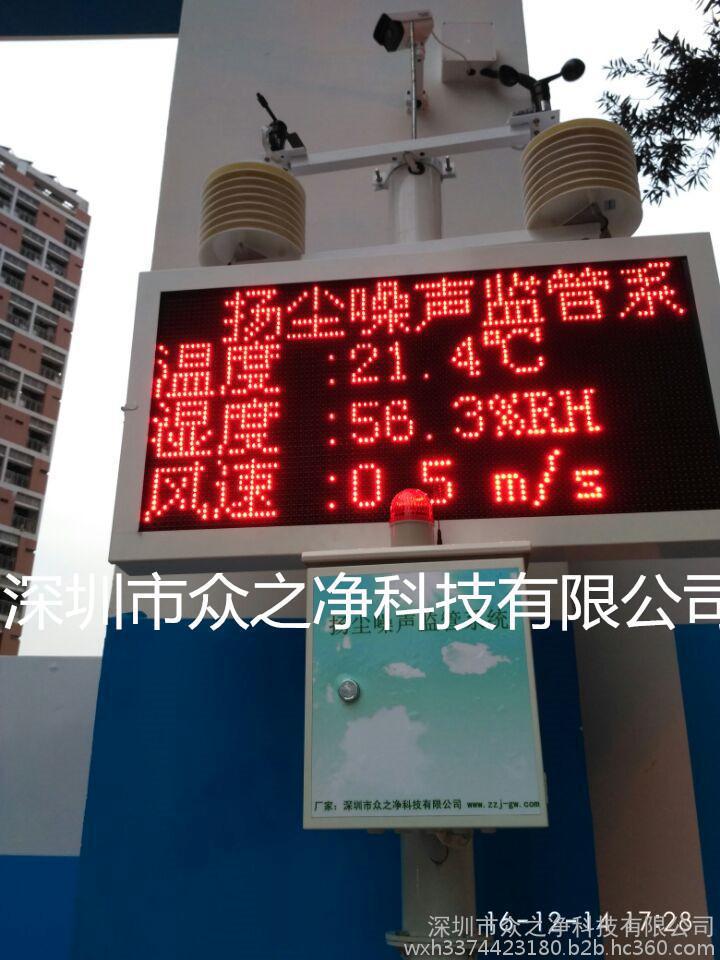 扬尘噪声监管系
温度:21.4℃
湿度:56.3%RH
风速:0.5 m/s
深圳市众之净科技有限公司
扬尘噪声监管系统
厂家：深圳市众之净科技有限公司 www.zzj-gw.com
16-12-14 17:28
深圳市众之净科技有限公司
wxh3374423180.b2b.hc360.com